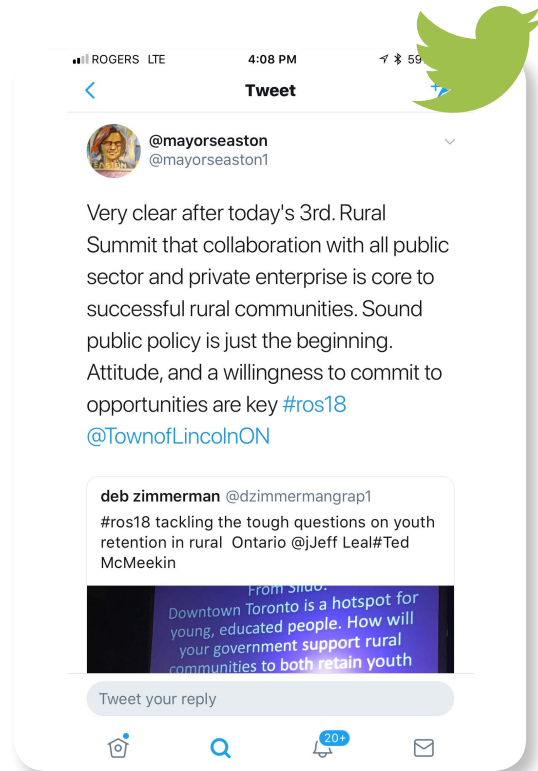 ROGERS LTE 4:08 PM 59
Tweet
EASTON
@mayorseaston
@mayorseaston1
Very clear after today's 3rd. Rural
Summit that collaboration with all public
sector and private enterprise is core to
successful rural communities. Sound
public policy is just the beginning.
Attitude, and a willingness to commit to
opportunities are key #ros18
@TownofLincolnON
deb zimmerman @dzimmermangrap1
#ros18 tackling the tough questions on youth
retention in rural Ontario @jJeff Leal#Ted
McMeekin
From Slido:
Downtown Toronto is a hotspot for
young, educated people. How will
your government support rural
communities to both retain youth
Tweet your reply
20+